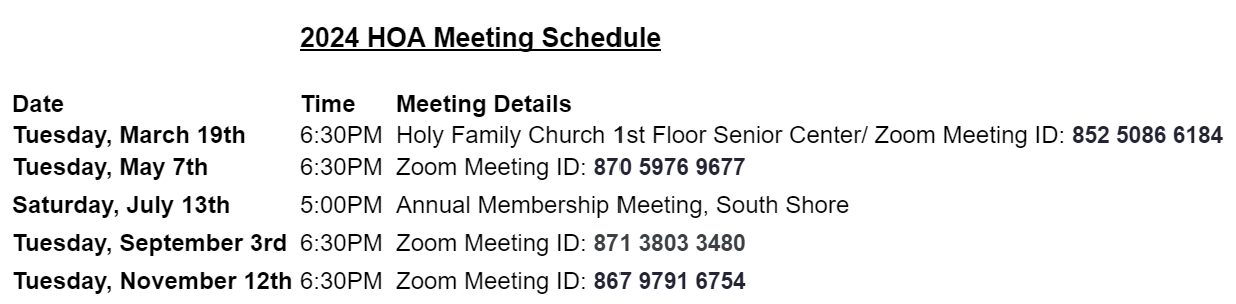 2024 HOA Meeting Schedule
Date Time Meeting Details
Tuesday, March 19th 6:30PM Holy Family Church 1st Floor Senior Center/ Zoom Meeting ID: 852 5086 6184
Tuesday, May 7th 6:30PM Zoom Meeting ID: 870 5976 9677
Saturday, July 13th 5:00PM Annual Membership Meeting, South Shore
Tuesday, September 3rd 6:30PM Zoom Meeting ID: 871 3803 3480
Tuesday, November 12th 6:30PM Zoom Meeting ID: 867 9791 6754